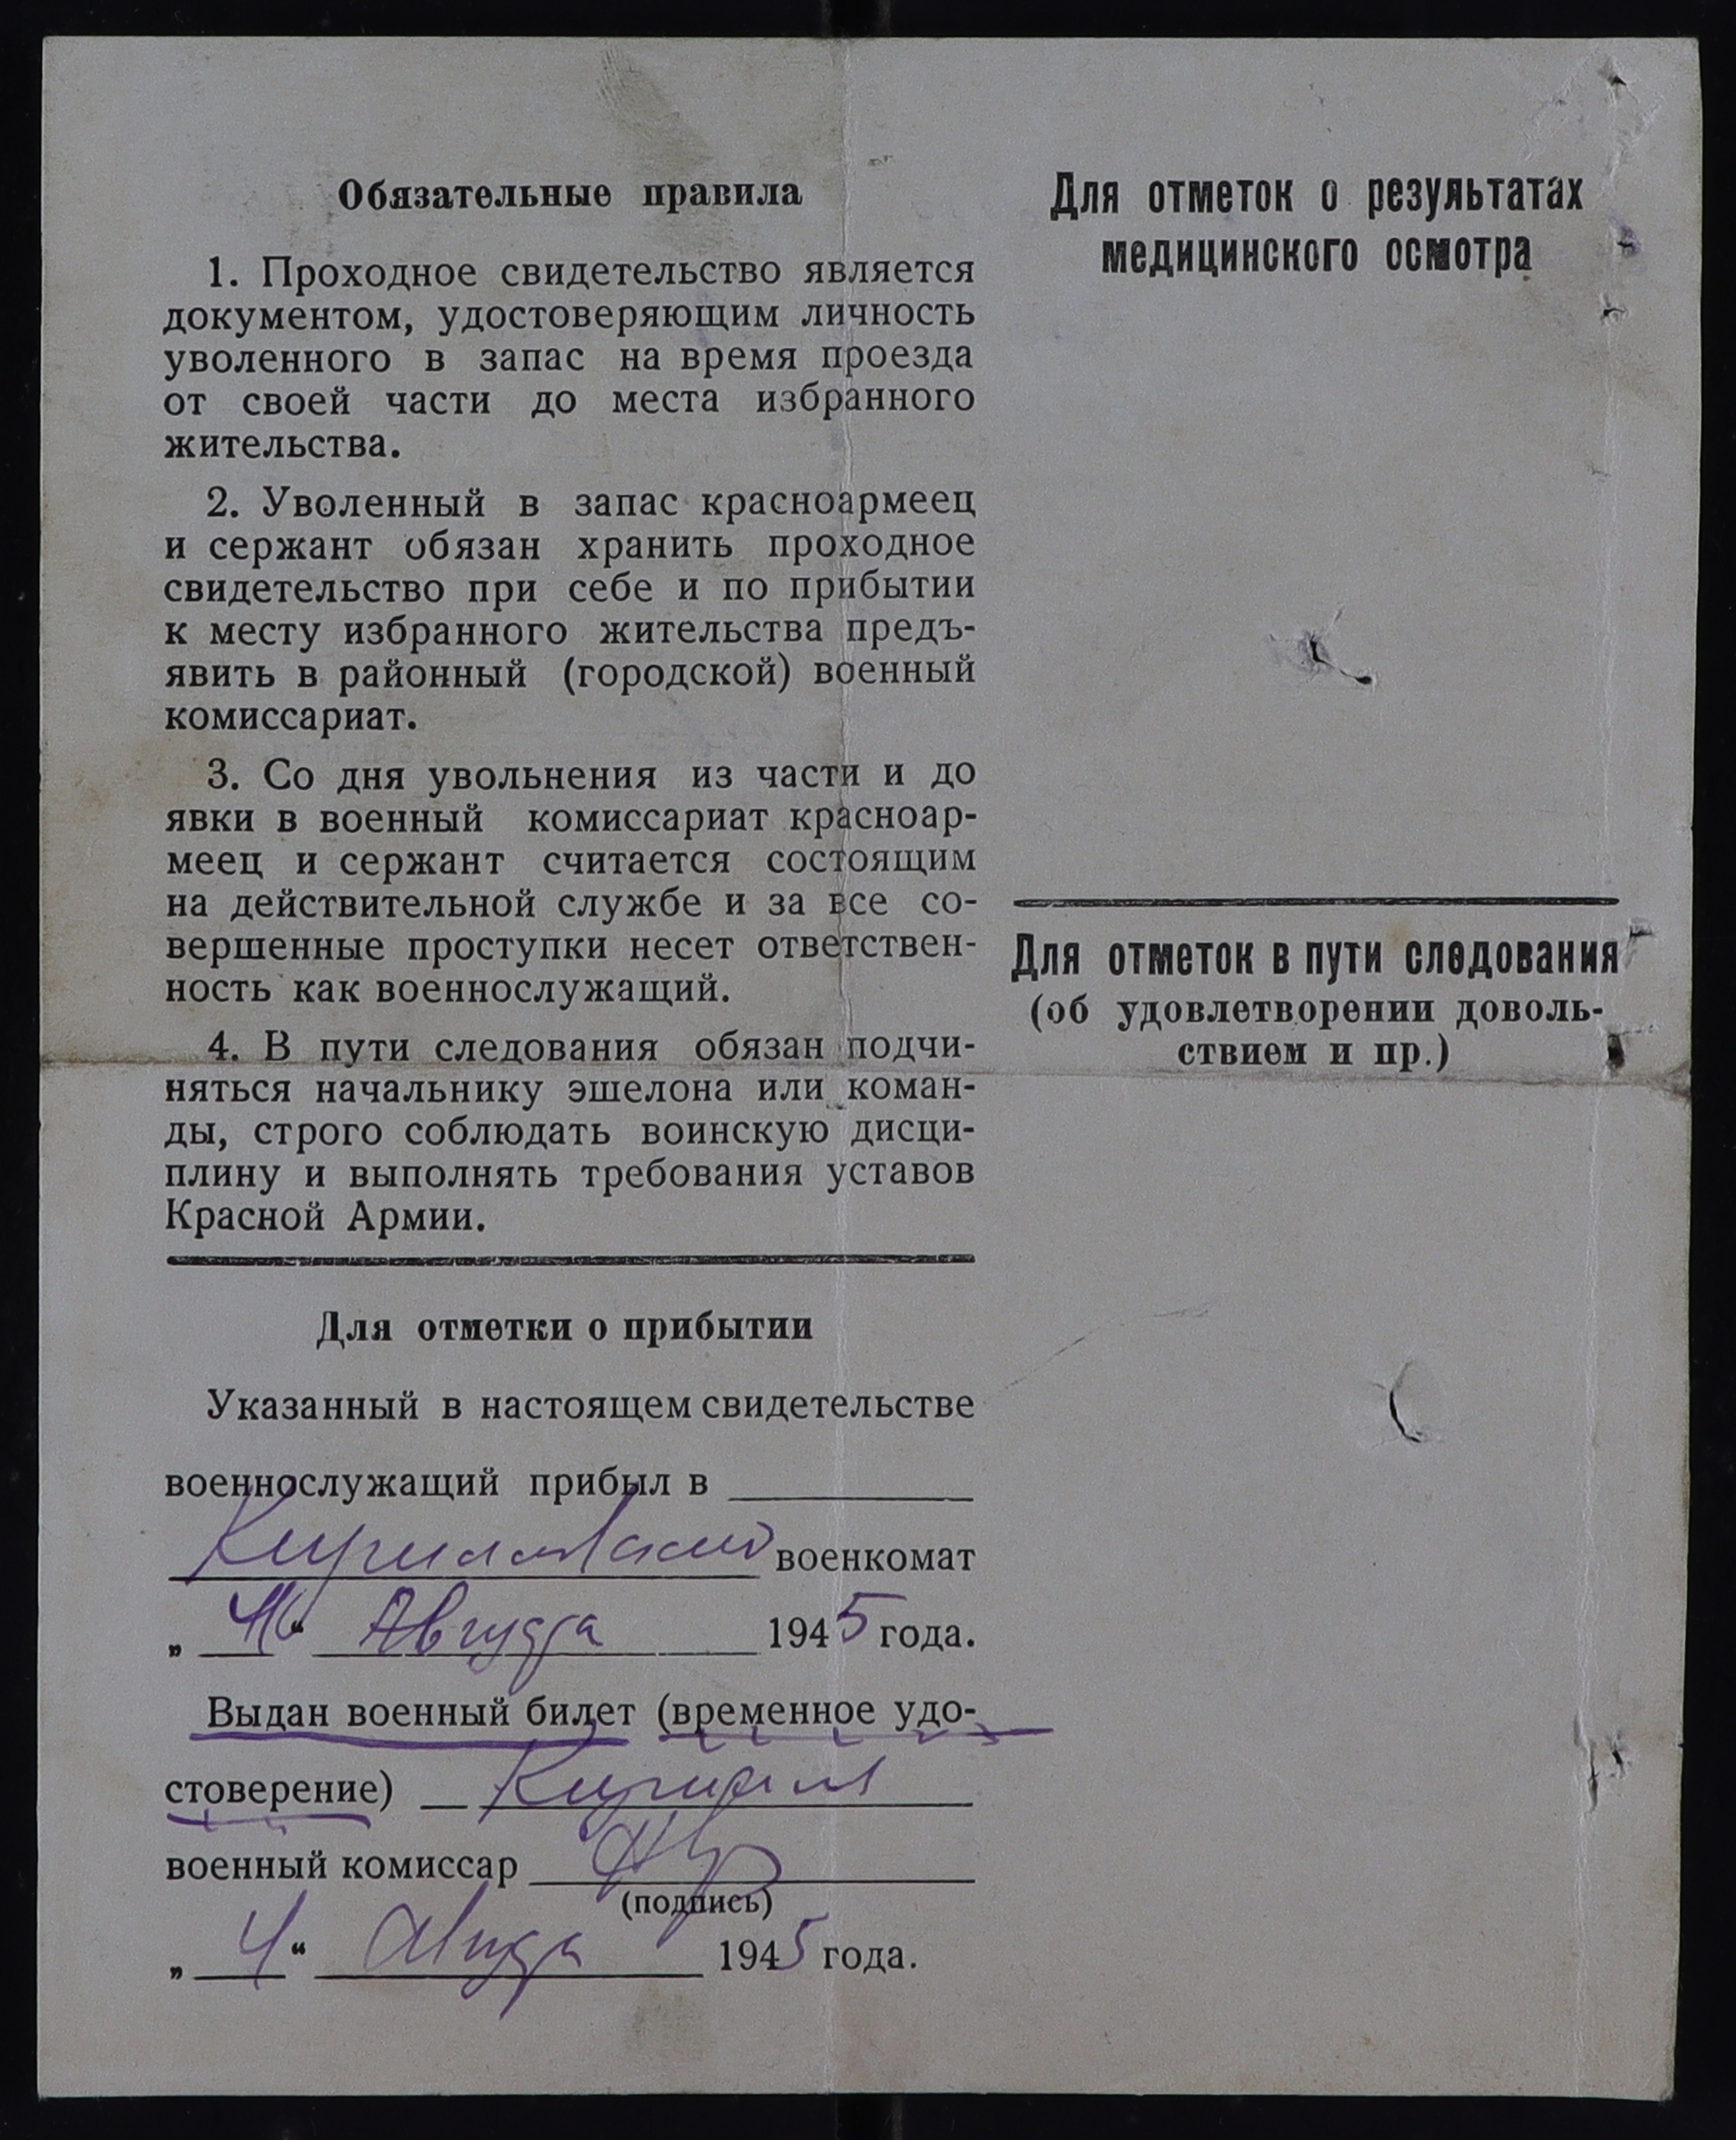 Обязательные правила
1. Проходное свидетельство является
документом, удостоверяющим личность
уволенного в запас на время проезда
от своей части до места избранного
жительства.
2. Уволенный в запас красноармеец
и сержант обязан хранить проходное
свидетельство при себе и по прибытии
к месту избранного жительства предъ-
явить в районный (городской) военный
комиссариат.
3. Со дня увольнения из части и до
явки в военный комиссариат красноар-
меец и сержант считается состоящим
на действительной службе и за все со-
вершенные проступки несет ответствен-
ность как военнослужащий.
4. В пути следования обязан подчи-
няться начальнику эшелона или коман-
ды, строго соблюдать воинскую дисци-
плину и выполнять требования уставов
Красной Армии.
Для отметки о прибытии
Указанный в настоящем свидетельстве
военнослужащий прибыл в
военкомат
„ “ Августа 1945 года.
Выдан военный билет (временное удо-
стоверение)
военный комиссар
(подпись)
„ 4 “ Августа 1945 года.
Для отметок о результатах
медицинского осмотра
Для отметок в пути следования
(об удовлетворении доволь-
ствием и пр.)